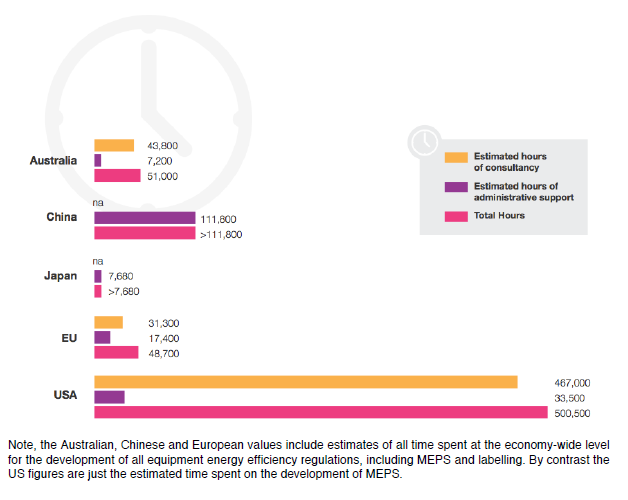 Australia
43,800
7,200
51,000
China
na
111,800
>111,800
Japan
na
7,680
>7,680
EU
31,300
17,400
48,700
USA
467,000
33,500
500,500
Estimated hours
of consultancy
Estimated hours of
administrative support
Total Hours
Note, the Australian, Chinese and European values include estimates of all time spent at the economy-wide level
for the development of all equipment energy efficiency regulations, including MEPS and labelling. By contrast the
US figures are just the estimated time spent on the development of MEPS.